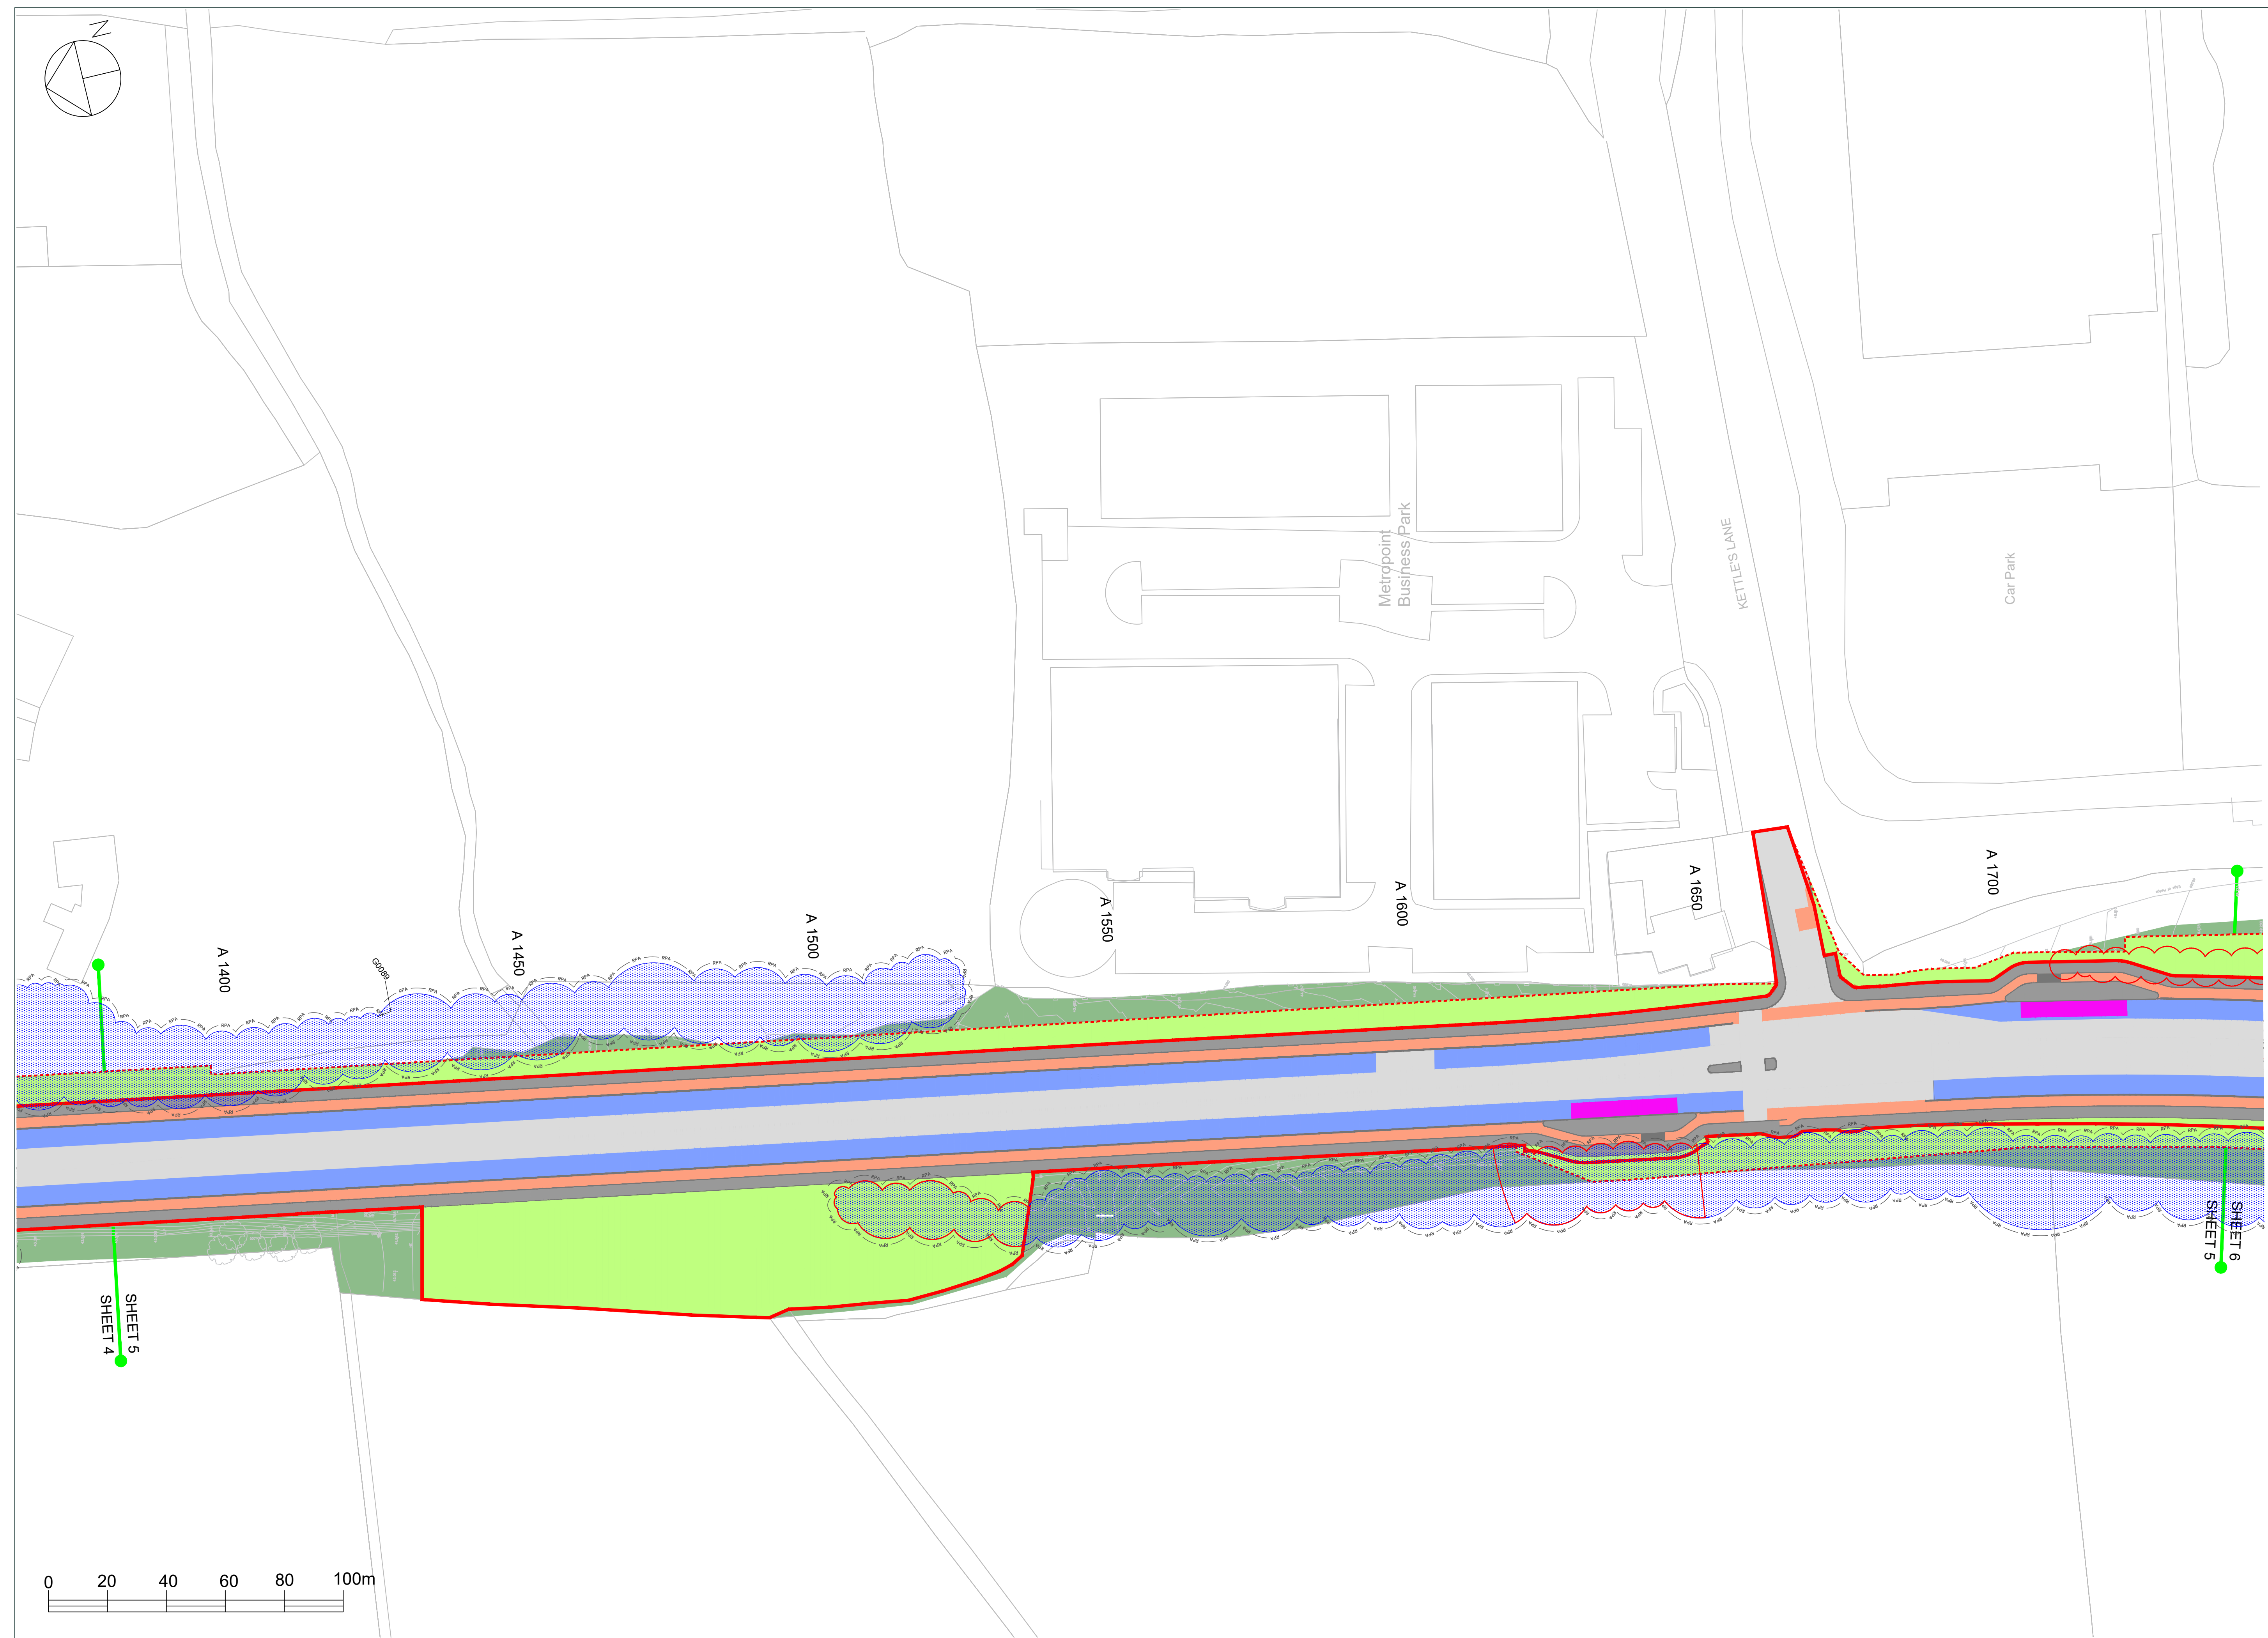 N
Metropoint
Business Park
KETTLE'S LANE
Car Park
A 1400
G0089
A 1450
A 1500
A 1550
A 1600
A 1650
A 1700
RPA
SHEET 5
SHEET 4
SHEET 6
SHEET 5
0 20 40 60 80 100m